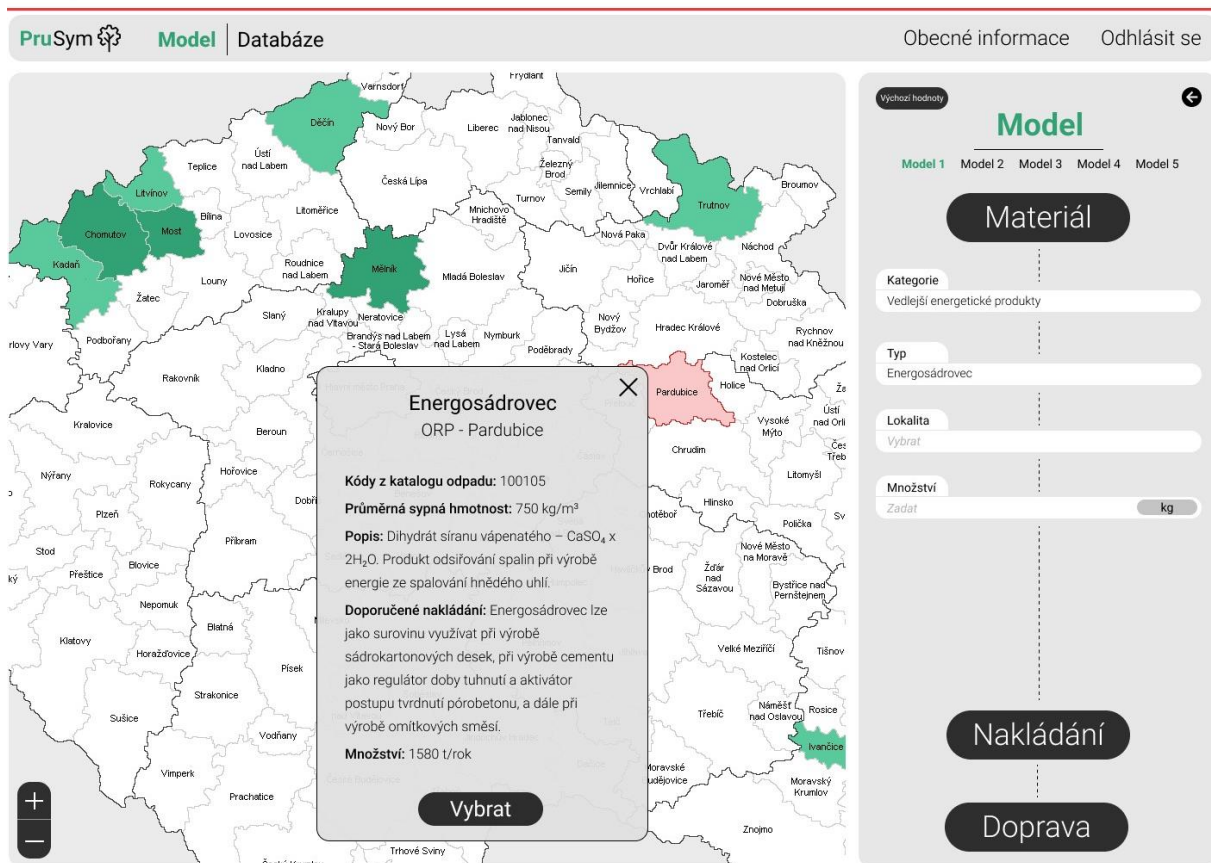 PruSym Model Databáze Obecné informace Odhlásit se
Varnsdorf
Frýdlant
Děčín
Nový Bor
Liberec
Jablonec
nad Nisou
Tanvald
Ústí
nad Labem
Teplice
Železný
Brod
Česká Lípa
Semily
Jilemnice
Vrchlabí
Broumov
Litvínov
Turnov
Trutnov
Bílina
Litoměřice
Mnichovo
Hradiště
Chomutov
Most
Lovosice
Nová Paka
Dvůr Králové
nad Labem
Náchod
Kadaň
Roudnice
nad Labem
Mělník
Mladá Boleslav
Jičín
Hořice
Jaroměř
Nové Město
nad Metují
Louny
Žatec
Dobruška
Slaný
Kralupy
nad Vltavou
Neratovice
Nový
Bydžov
Hradec Králové
Rychnov
nad Kněžnou
Brandýs nad Labem
- Stará Boleslav
Lysá
nad Labem
Nymburk
Poděbrady
rlovy Vary
Podbořany
Kostelec
nad Orlicí
Rakovník
Kladno
Pardubice
Holice
Kralovice
Beroun
Vysoké
Mýto
Ústí
nad Orli
Chrudim
Čes
Třeb
Nýřany
Rokycany
Hořovice
Litomyšl
Dobří
Hlinsko
Plzeň
Příbram
otěboř
Polička
Sv
Stod
Přeštice
Blovice
Nové Město
na Moravě
Brod
Žďár
nad
Sázavou
Bystřice nad
Pernštejnem
Nepomuk
Blatná
Klatovy
Horažďovice
Písek
Velké Meziříčí
Tišnov
Strakonice
Sušice
Třebíč
Náměšť
nad Oslavou
Rosice
Vodňany
Ivančice
Vimperk
Moravské
udějovice
Moravský
Krumlov
Prachatice
Znojmo
Trhové Sviny
Energosádrovec
ORP - Pardubice
Kódy z katalogu odpadu: 100105
Průměrná sypná hmotnost: 750 kg/m³
Popis: Dihydrát síranu vápenatého – CaSO₄ x
2H₂O. Produkt odsiřování spalin při výrobě
energie ze spalování hnědého uhlí.
Doporučené nakládání: Energosádrovec lze
jako surovinu využívat při výrobě
sádrokartonových desek, při výrobě cementu
jako regulátor doby tuhnutí a aktivátor
postupu tvrdnutí pórobetonu, a dále při
výrobě omítkových směsí.
Množství: 1580 t/rok
Vybrat
+
−
Výchozí hodnoty
Model
Model 1 Model 2 Model 3 Model 4 Model 5
Materiál
Kategorie
Vedlejší energetické produkty
Typ
Energosádrovec
Lokalita
Vybrat
Množství
Zadat kg
Nakládání
Doprava